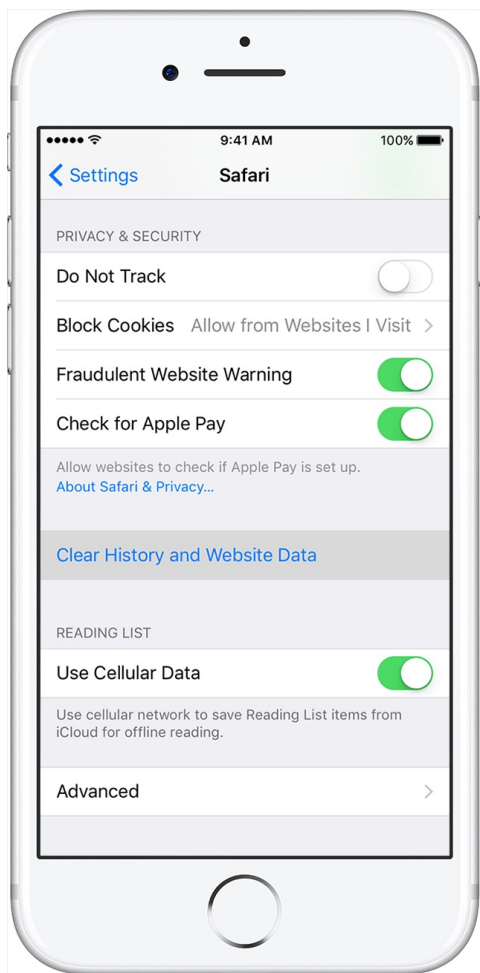 9:41 AM 100%
Settings Safari
PRIVACY & SECURITY
Do Not Track
Block Cookies Allow from Websites I Visit
Fraudulent Website Warning
Check for Apple Pay
Allow websites to check if Apple Pay is set up.
About Safari & Privacy...
Clear History and Website Data
READING LIST
Use Cellular Data
Use cellular network to save Reading List items from
iCloud for offline reading.
Advanced